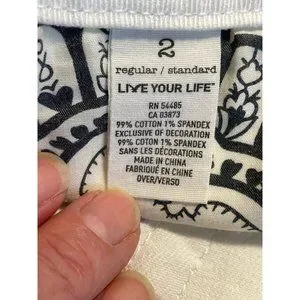 2
regular / standard
LIVE YOUR LIFE™
RN 54485
CA 03873
99% COTTON 1% SPANDEX
EXCLUSIVE OF DECORATION
99% COTON 1% SPANDEX
SANS LES DÉCORATIONS
MADE IN CHINA
FABRIQUÉ EN CHINE
OVER/VERSO